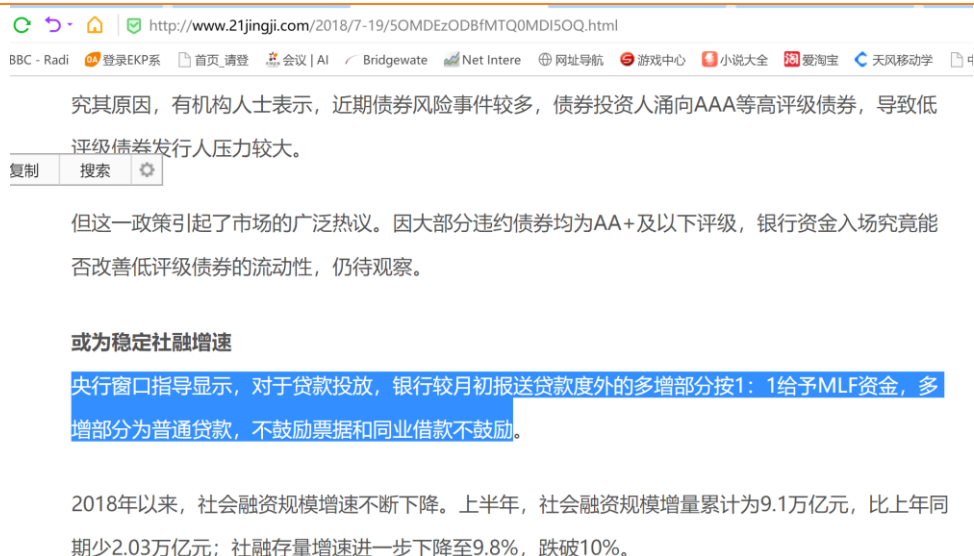 http://www.21jingji.com/2018/7-19/5OMDEzODBfMTQ0MDI5OQ.html
BBC - Radi 登录EKP系 首页_请登 会议 | AI Bridgewate Net Intere 网址导航 游戏中心 小说大全 爱淘宝 天风移动学
究其原因，有机构人士表示，近期债券风险事件较多，债券投资人涌向AAA等高评级债券，导致低
评级债券发行人压力较大。
复制 搜索
但这一政策引起了市场的广泛热议。因大部分违约债券均为AA+及以下评级，银行资金入场究竟能
否改善低评级债券的流动性，仍待观察。
或为稳定社融增速
央行窗口指导显示，对于贷款投放，银行较月初报送贷款度外的多增部分按1：1给予MLF资金，多
增部分为普通贷款，不鼓励票据和同业借款不鼓励。
2018年以来，社会融资规模增速不断下降。上半年，社会融资规模增量累计为9.1万亿元，比上年同
期少2.03万亿元；社融存量增速进一步下降至9.8%，跌破10%。